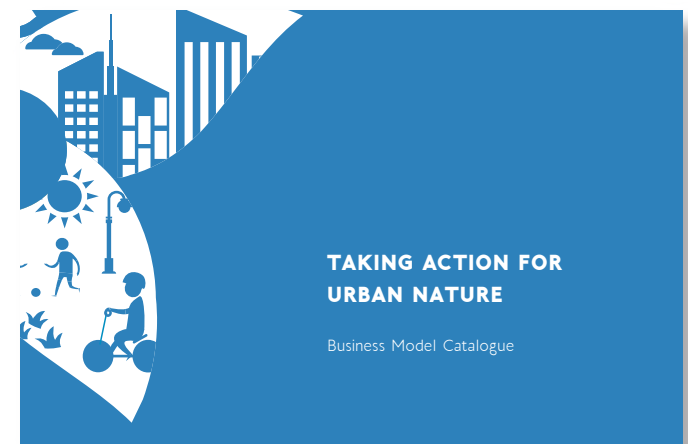 TAKING ACTION FOR
URBAN NATURE
Business Model Catalogue